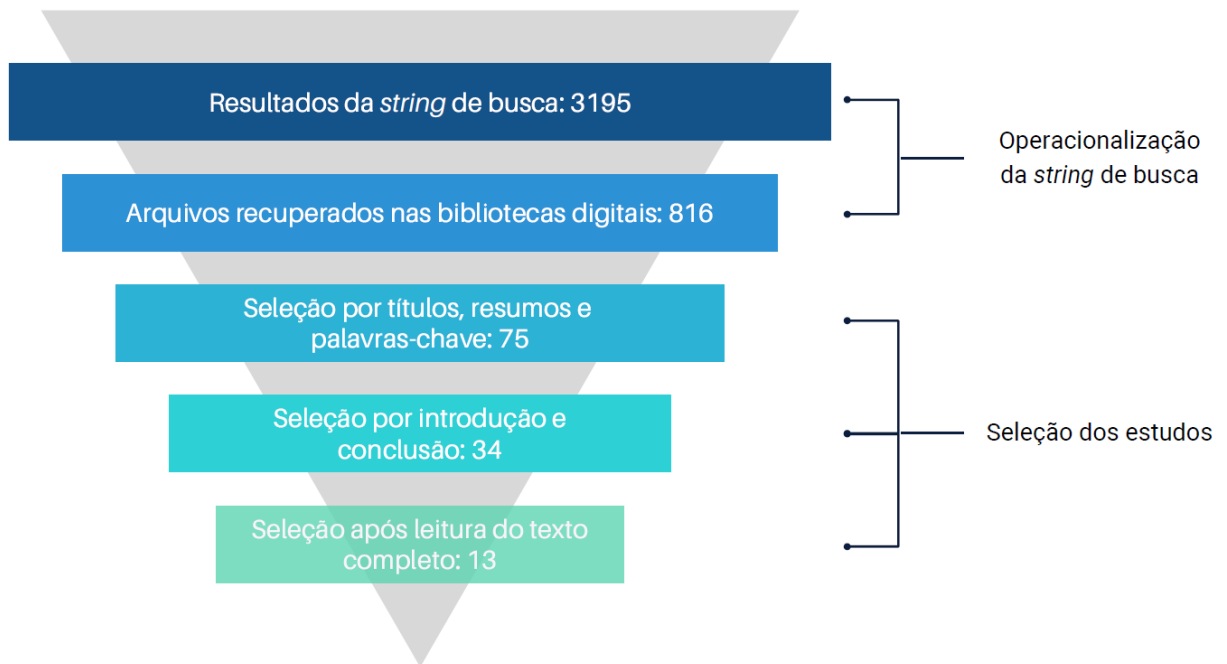 Resultados da string de busca: 3195
Operacionalização
da string de busca
Arquivos recuperados nas bibliotecas digitais: 816
Seleção por títulos, resumos e
palavras-chave: 75
Seleção por introdução e
conclusão: 34
Seleção dos estudos
Seleção após leitura do texto
completo: 13